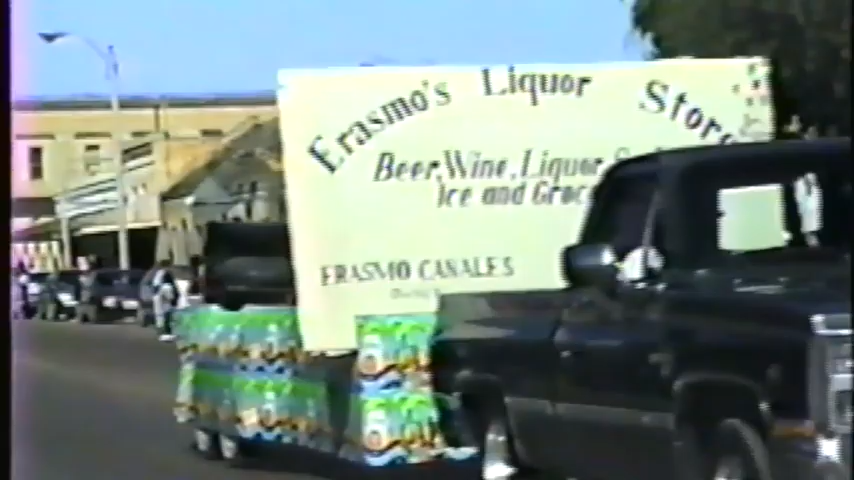 Erasmo's Liquor Store
Beer, Wine, Liquor
Ice and Groc
ERASMO CANALES